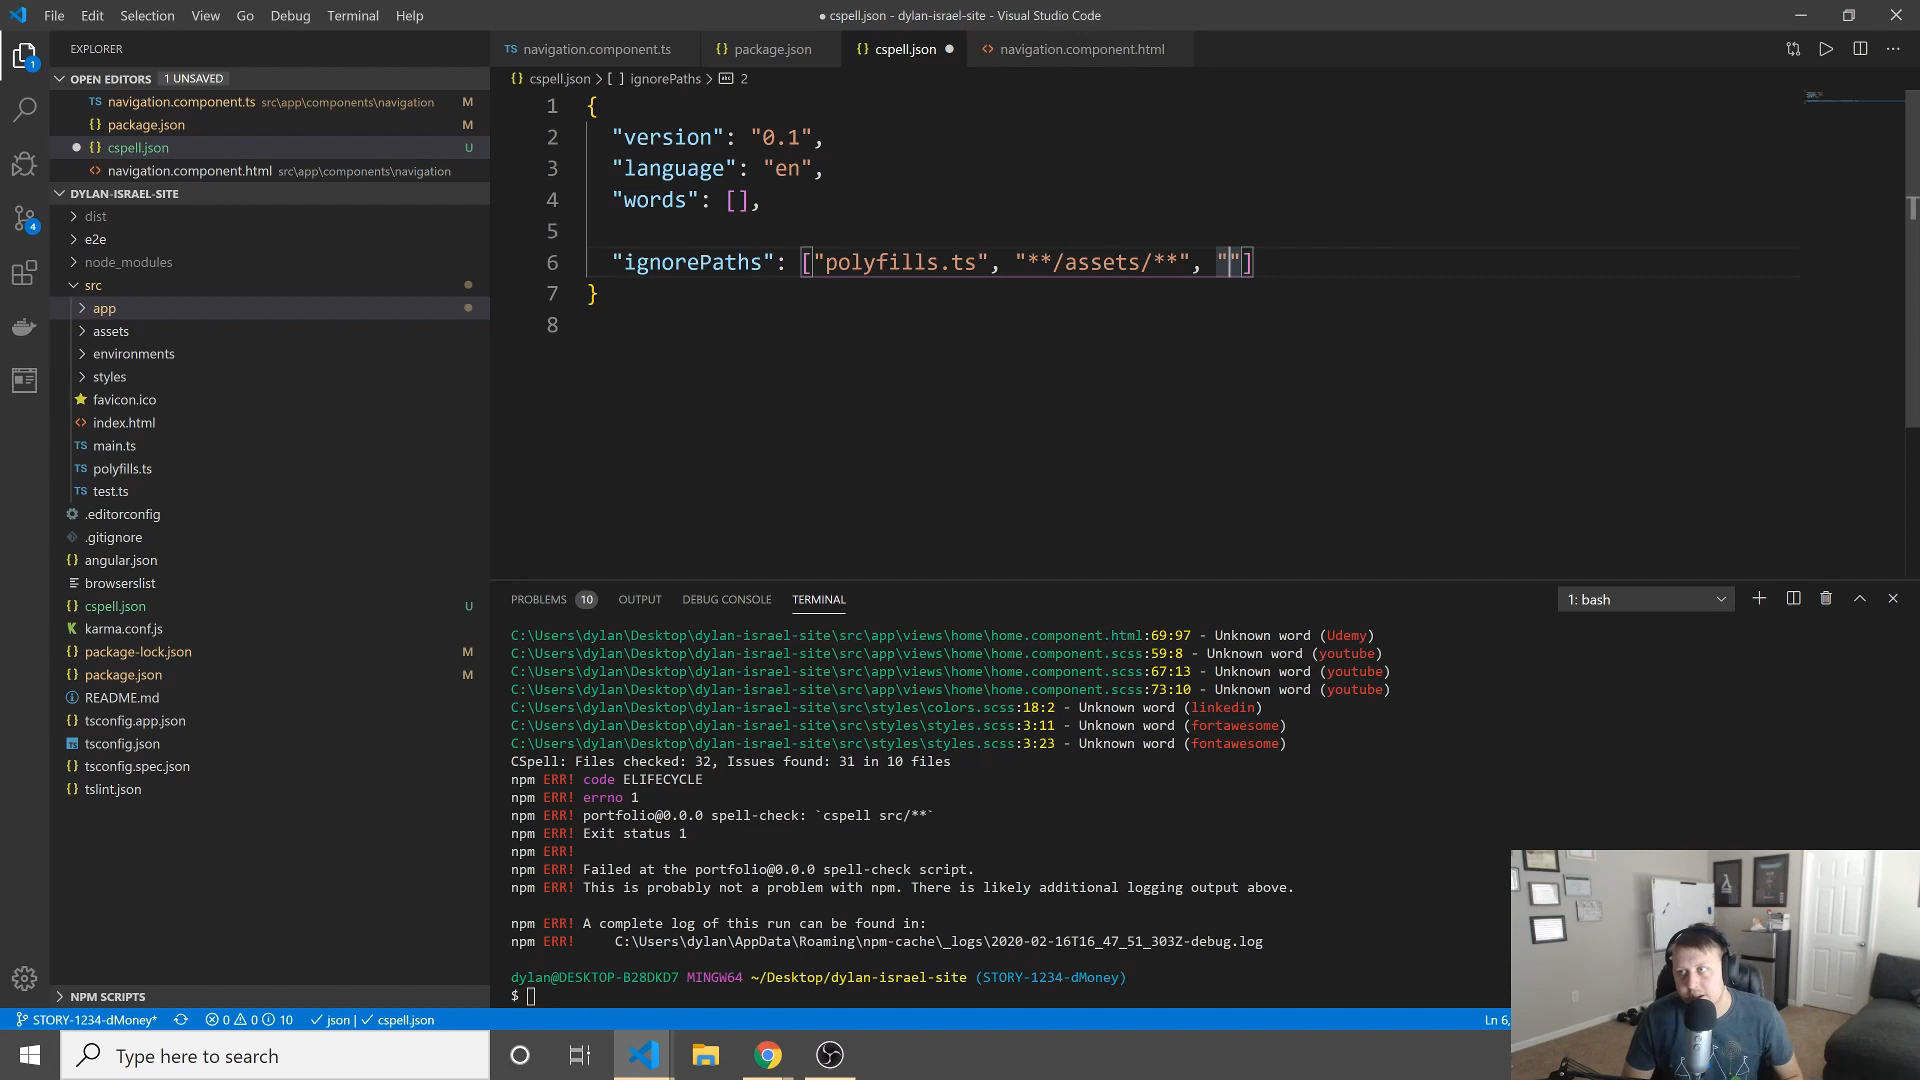 File Edit Selection View Go Debug Terminal Help
● cspell.json - dylan-israel-site - Visual Studio Code
EXPLORER
OPEN EDITORS 1 UNSAVED
TS navigation.component.ts src\app\components\navigation M
{} package.json M
● {} cspell.json U
<> navigation.component.html src\app\components\navigation
DYLAN-ISRAEL-SITE
dist
e2e
node_modules
src
app
assets
environments
styles
favicon.ico
<> index.html
TS main.ts
TS polyfills.ts
TS test.ts
.editorconfig
.gitignore
{} angular.json
browserslist
{} cspell.json U
karma.conf.js
{} package-lock.json M
{} package.json M
README.md
{} tsconfig.app.json
TS tsconfig.json
{} tsconfig.spec.json
{} tslint.json
NPM SCRIPTS
TS navigation.component.ts {} package.json {} cspell.json ● <> navigation.component.html
{} cspell.json > [ ] ignorePaths > abc 2
1 {
2 "version": "0.1",
3 "language": "en",
4 "words": [],
5
6 "ignorePaths": ["polyfills.ts", "**/assets/**", ""]
7 }
8
PROBLEMS 10 OUTPUT DEBUG CONSOLE TERMINAL 1: bash
C:\Users\dylan\Desktop\dylan-israel-site\src\app\views\home\home.component.html:69:97 - Unknown word (Udemy)
C:\Users\dylan\Desktop\dylan-israel-site\src\app\views\home\home.component.scss:59:8 - Unknown word (youtube)
C:\Users\dylan\Desktop\dylan-israel-site\src\app\views\home\home.component.scss:67:13 - Unknown word (youtube)
C:\Users\dylan\Desktop\dylan-israel-site\src\app\views\home\home.component.scss:73:10 - Unknown word (youtube)
C:\Users\dylan\Desktop\dylan-israel-site\src\styles\colors.scss:18:2 - Unknown word (linkedin)
C:\Users\dylan\Desktop\dylan-israel-site\src\styles\styles.scss:3:11 - Unknown word (fortawesome)
C:\Users\dylan\Desktop\dylan-israel-site\src\styles\styles.scss:3:23 - Unknown word (fontawesome)
CSpell: Files checked: 32, Issues found: 31 in 10 files
npm ERR! code ELIFECYCLE
npm ERR! errno 1
npm ERR! portfolio@0.0.0 spell-check: `cspell src/**`
npm ERR! Exit status 1
npm ERR!
npm ERR! Failed at the portfolio@0.0.0 spell-check script.
npm ERR! This is probably not a problem with npm. There is likely additional logging output above.
npm ERR! A complete log of this run can be found in:
npm ERR! C:\Users\dylan\AppData\Roaming\npm-cache\_logs\2020-02-16T16_47_51_303Z-debug.log
dylan@DESKTOP-B28DKD7 MINGW64 ~/Desktop/dylan-israel-site (STORY-1234-dMoney)
$
STORY-1234-dMoney* 0 0 10 json | cspell.json Ln 6,
Type here to search
1
4